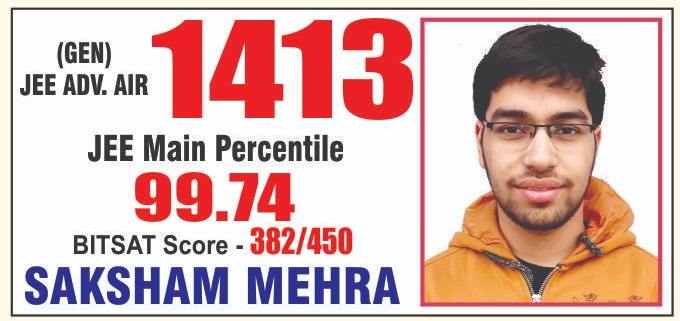 (GEN)
JEE ADV. AIR 1413
JEE Main Percentile
99.74
BITSAT Score - 382/450
SAKSHAM MEHRA